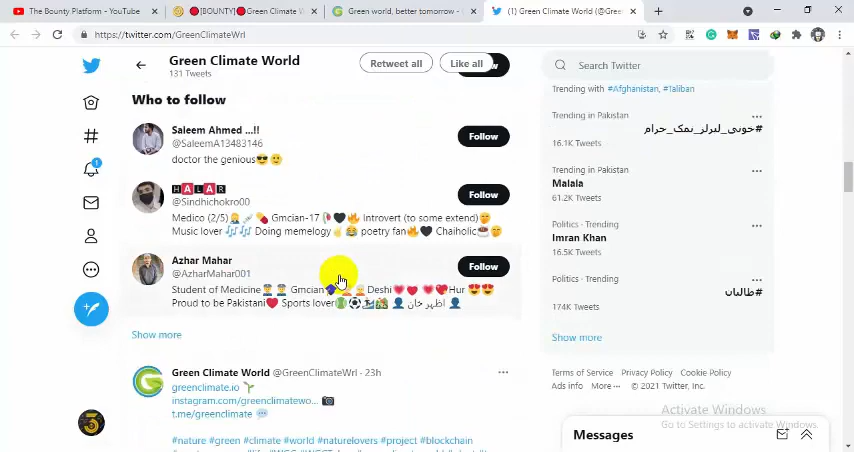 The Bounty Platform - YouTube
[BOUNTY] Green Climate W
Green world, better tomorrow -
(1) Green Climate World (@Gree
https://twitter.com/GreenClimateWrl
Green Climate World
131 Tweets
Retweet all
Like all
Search Twitter
Who to follow
Saleem Ahmed ...!!
@SaleemA13483146
doctor the genious😎🙂
Follow
HALAR
@Sindhichokro00
Medico (2/5) Gmcian-17 Introvert (to some extend)
Music lover 🎶🎶 Doing memelogy✌😂 poetry fan🔥🖤 Chaiholic☕
Follow
Azhar Mahar
@AzharMahar001
Student of Medicine Gmcian Deshi Hur 😍😍
Proud to be Pakistani❤ Sports lover اظہر خان
Follow
Show more
Green Climate World @GreenClimateWrl · 23h
greenclimate.io 🌱
instagram.com/greenclimatewo... 📷
t.me/greenclimate 💬
#nature #green #climate #world #naturelovers #project #blockchain
Trending with #Afghanistan, #Taliban
Trending in Pakistan
16.1K Tweets
Trending in Pakistan
Malala
61.2K Tweets
Politics · Trending
Imran Khan
16.5K Tweets
Politics · Trending
#طالبان
174K Tweets
Show more
Terms of Service Privacy Policy Cookie Policy
Ads info More ··· © 2021 Twitter, Inc.
Activate Windows
Go to Settings to activate Windows.
Messages